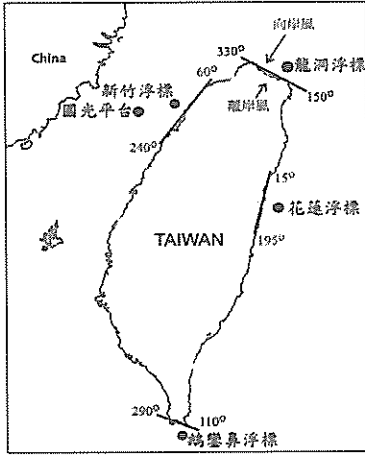 向岸風
China
330°
龍洞浮標
60°
新竹浮標
離岸風
150°
國光平台
240°
15°
花蓮浮標
TAIWAN
195°
290°
110°
鵝鑾鼻浮標